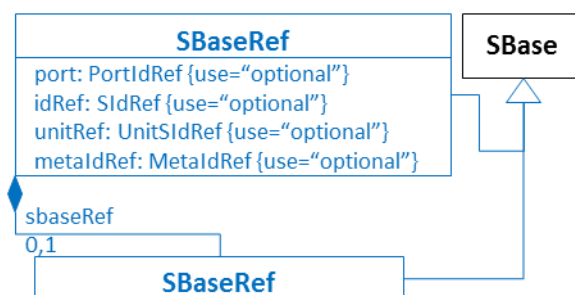 SBaseRef
SBase
port: PortIdRef {use=“optional”}
idRef: SIdRef {use=“optional”}
unitRef: UnitSIdRef {use=“optional”}
metaIdRef: MetaIdRef {use=“optional”}
sbaseRef
0,1
SBaseRef